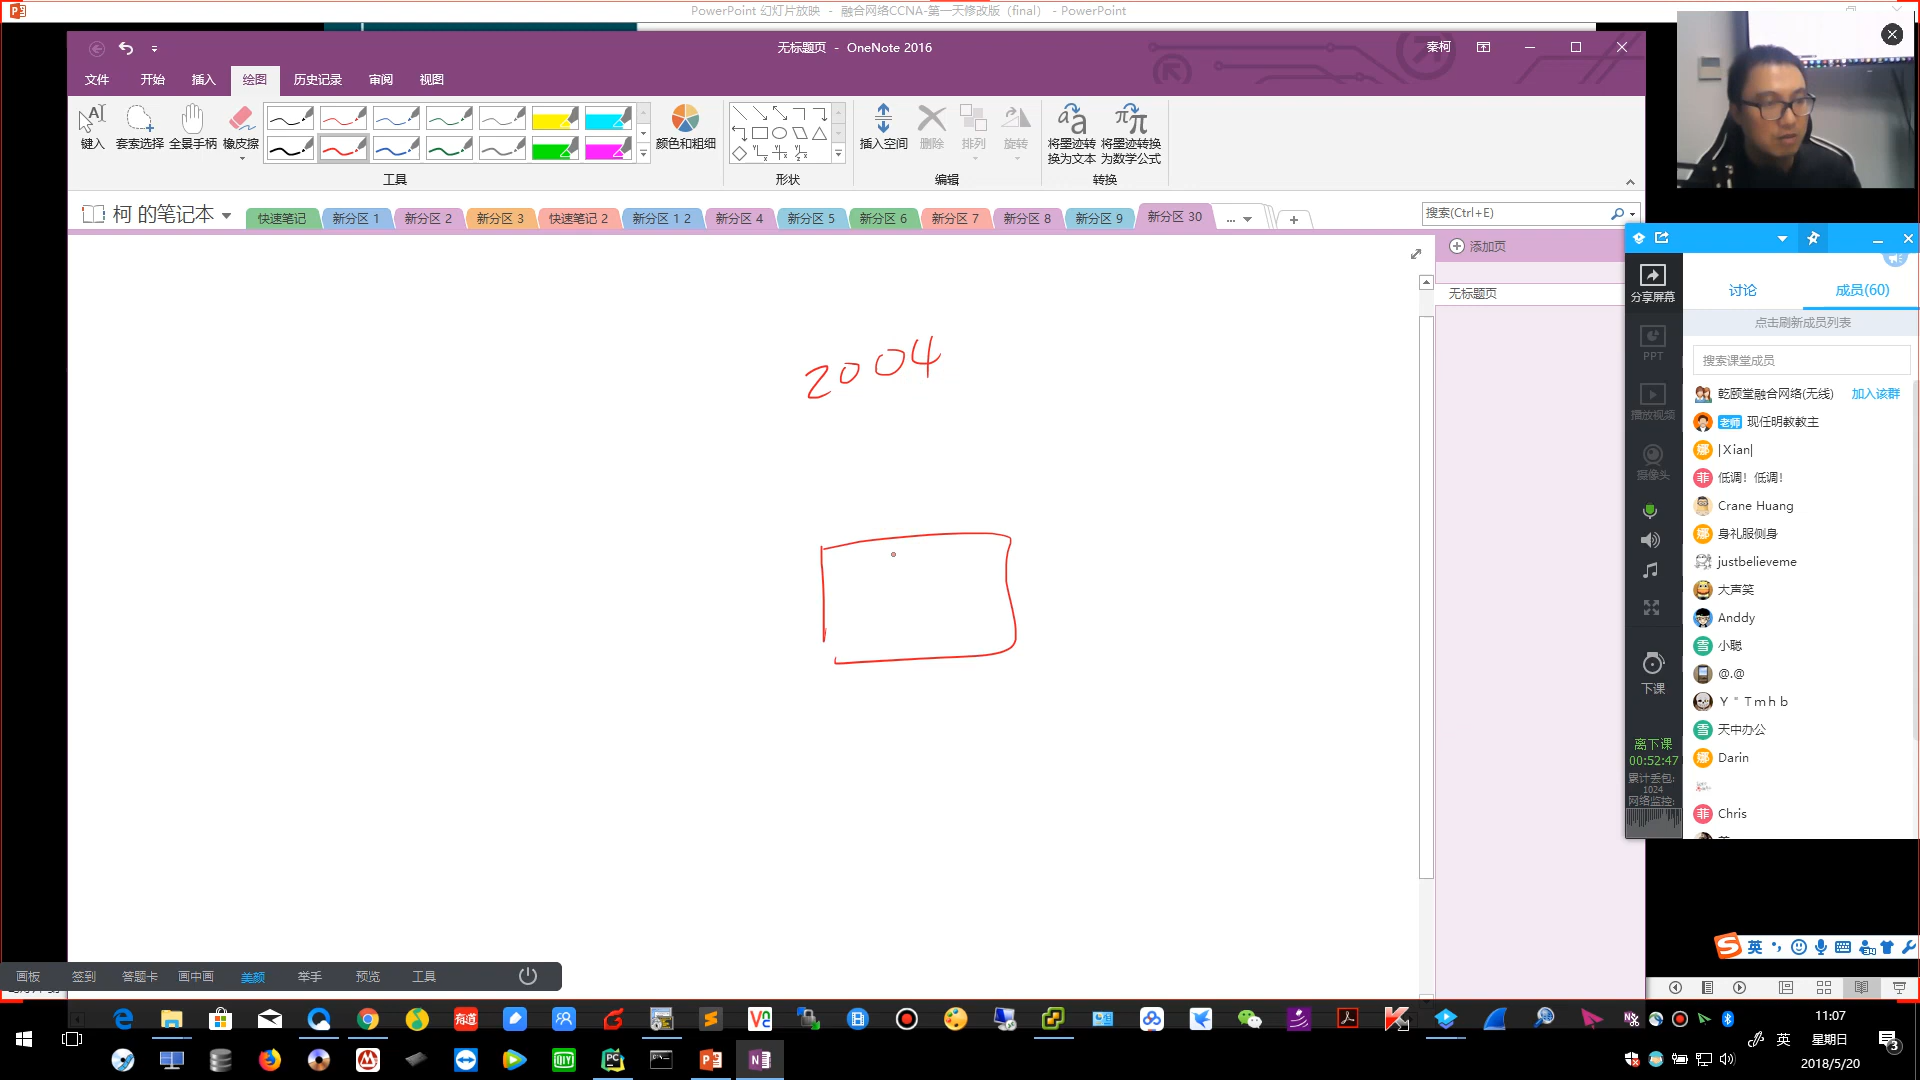 PowerPoint 幻灯片放映 - 融合网络CCNA-第一天修改版（final） - PowerPoint
无标题页 - OneNote 2016
秦柯
文件 开始 插入 绘图 历史记录 审阅 视图
键入 套索选择 全景手柄 橡皮擦
颜色和粗细
插入空间 删除 排列 旋转
将墨迹转换为文本 将墨迹转换为数学公式
工具 形状 编辑 转换
柯 的笔记本
快速笔记 新分区 1 新分区 2 新分区 3 快速笔记 2 新分区 1 2 新分区 4 新分区 5 新分区 6 新分区 7 新分区 8 新分区 9 新分区 30 ...
搜索(Ctrl+E)
添加页
无标题页
2004
分享屏幕
PPT
播放视频
摄像头
下课
离下课
00:52:47
累计丢包:
1024
网络监控:
讨论 成员(60)
点击刷新成员列表
搜索课堂成员
乾颐堂融合网络(无线) 加入该群
老师 现任明教教主
|Xian|
低调！低调！
Crane Huang
身礼服侧身
justbelieveme
大声笑
Anddy
小聪
@.@
Y " T m h b
天中办公
Darin
Chris
英
画板 签到 答题卡 画中画 美颜 举手 预览 工具
有道
英
11:07
星期日
2018/5/20
3